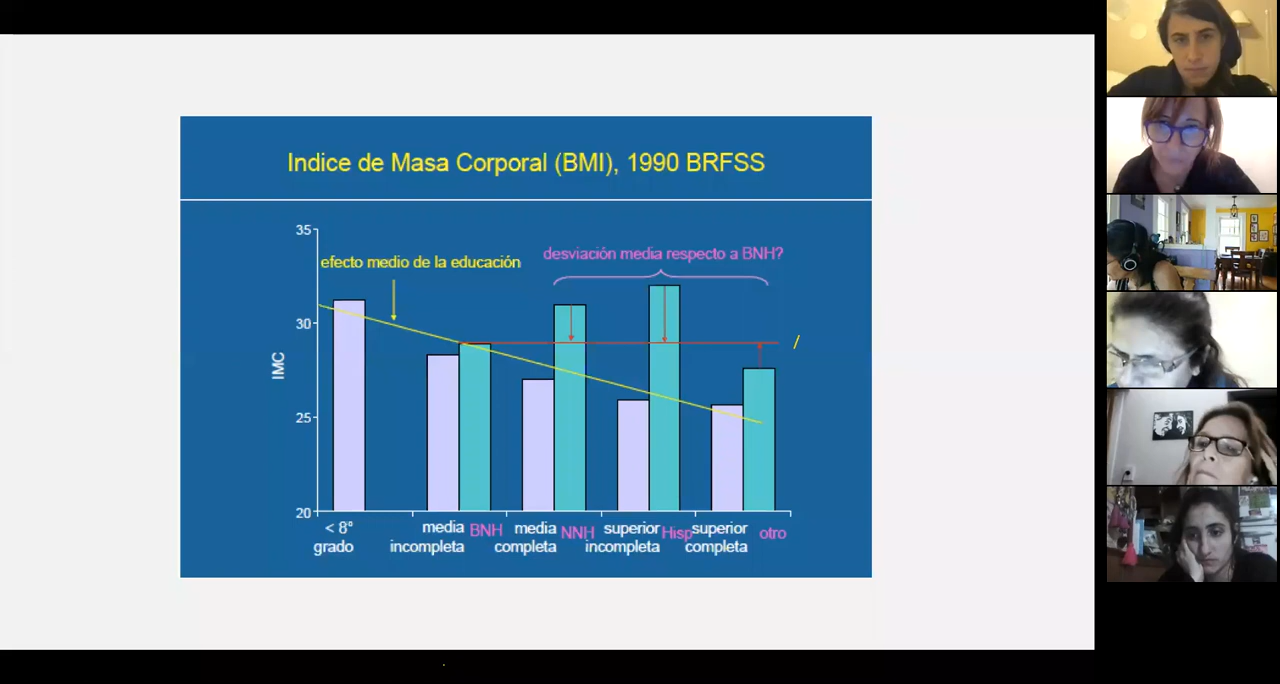 Indice de Masa Corporal (BMI), 1990 BRFSS
35
30
25
20
IMC
efecto medio de la educación
desviación media respecto a BNH?
/
< 8°
grado
media
incompleta
BNH
media
completa
NNH
superior
incompleta
Hisp
superior
completa
otro